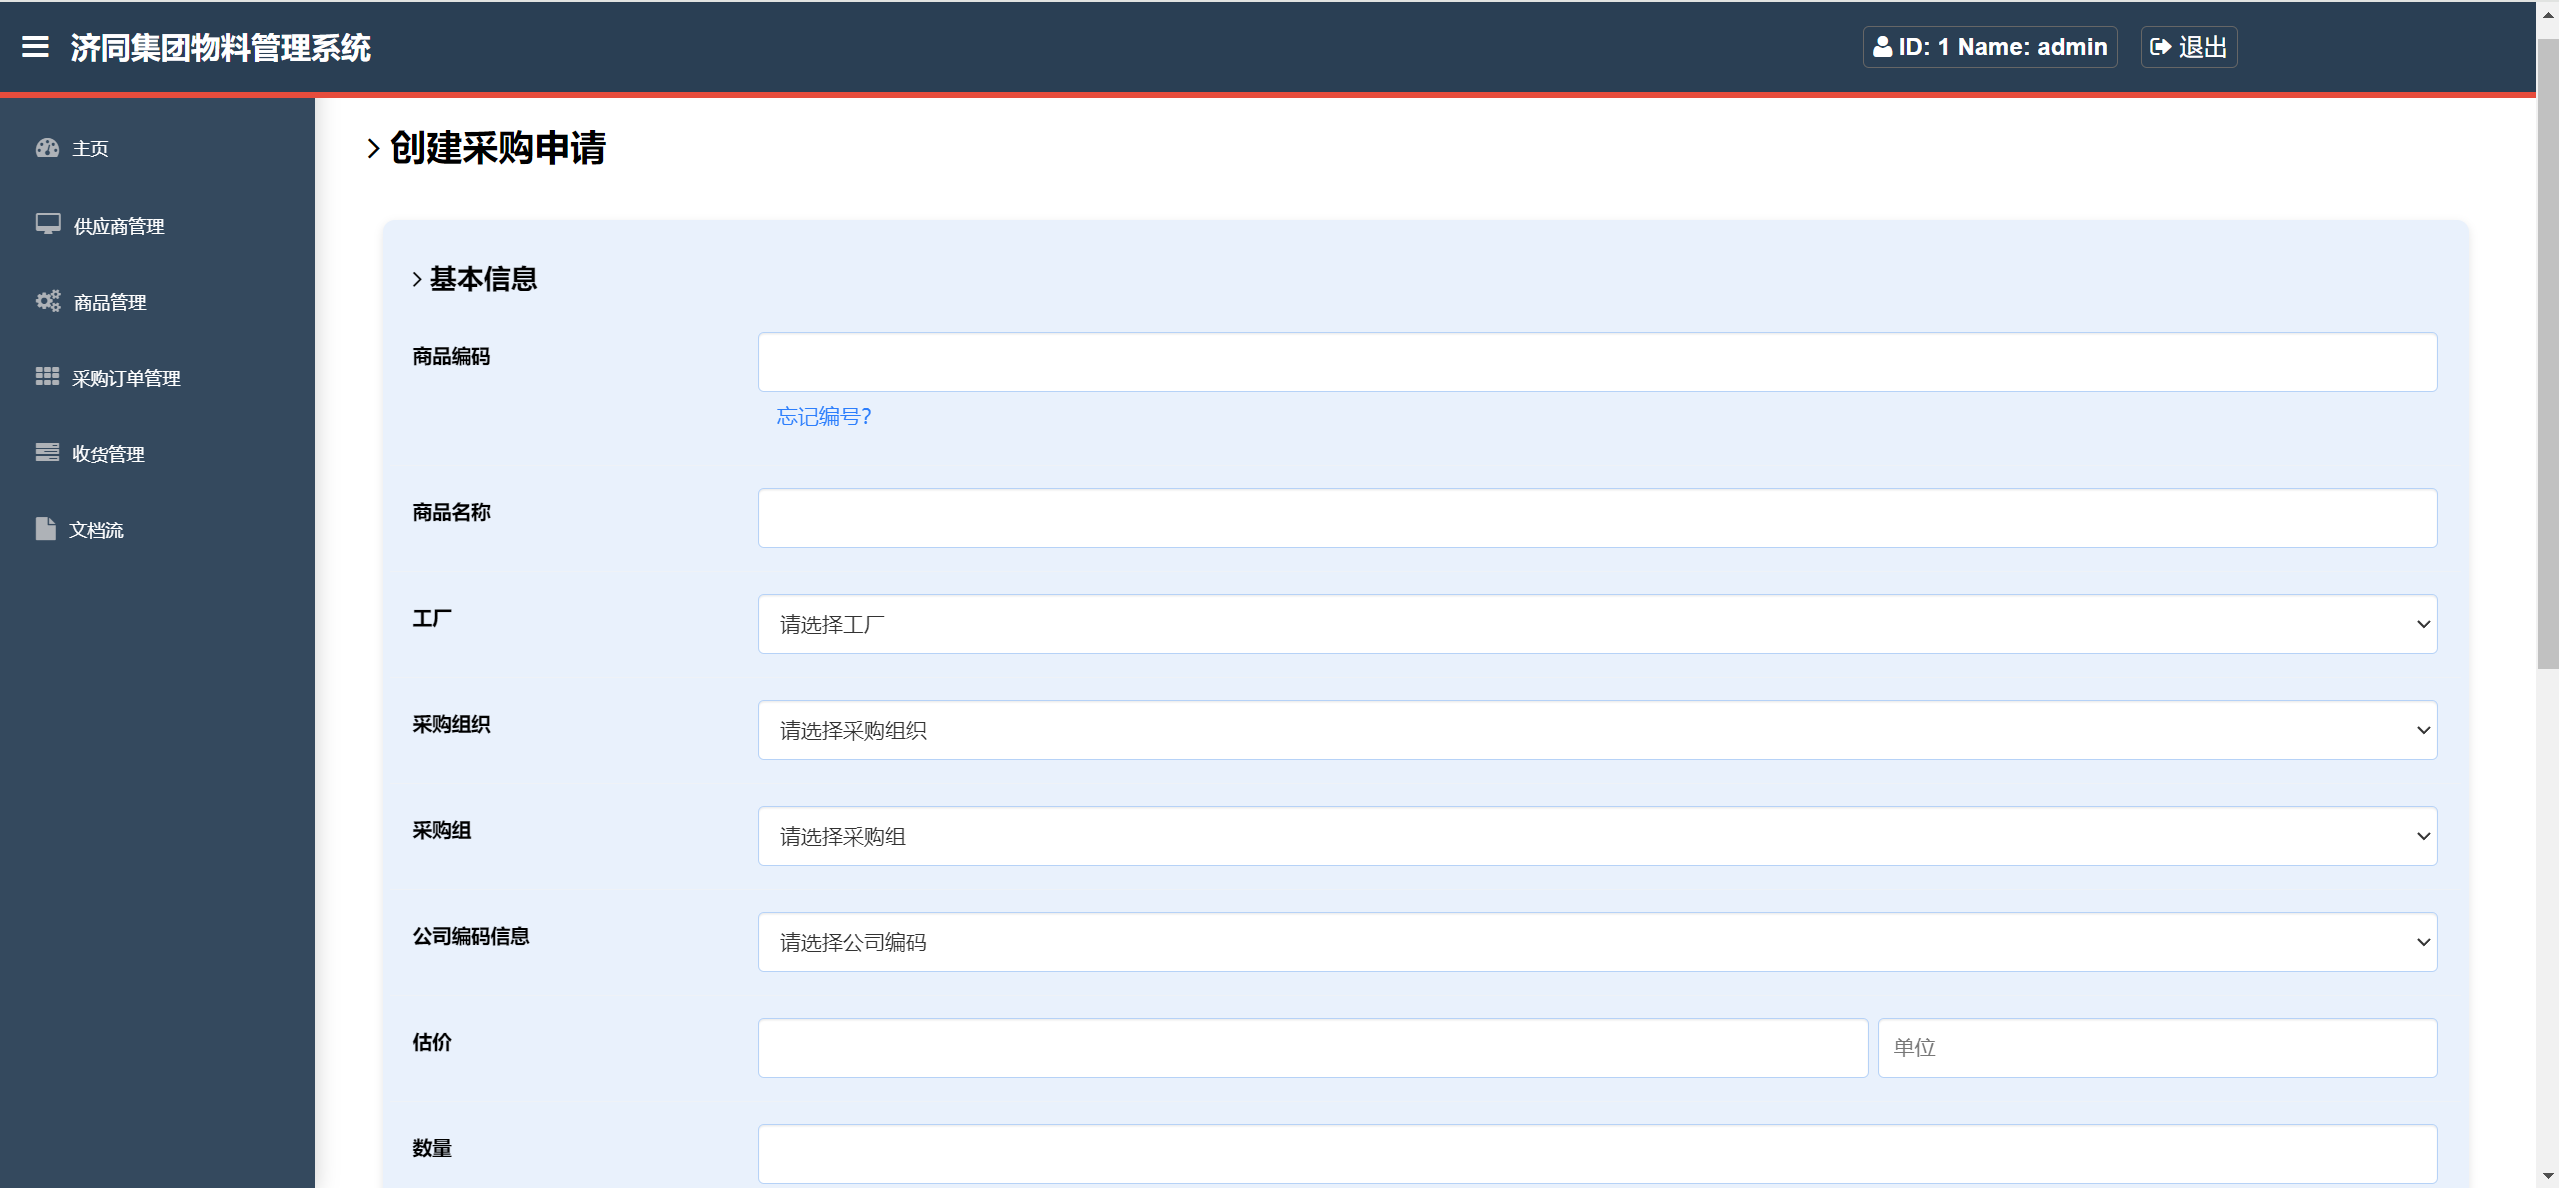 济同集团物料管理系统
ID: 1 Name: admin
退出
主页
供应商管理
商品管理
采购订单管理
收货管理
文档流
创建采购申请
基本信息
商品编码
忘记编号?
商品名称
工厂
请选择工厂
采购组织
请选择采购组织
采购组
请选择采购组
公司编码信息
请选择公司编码
估价
单位
数量